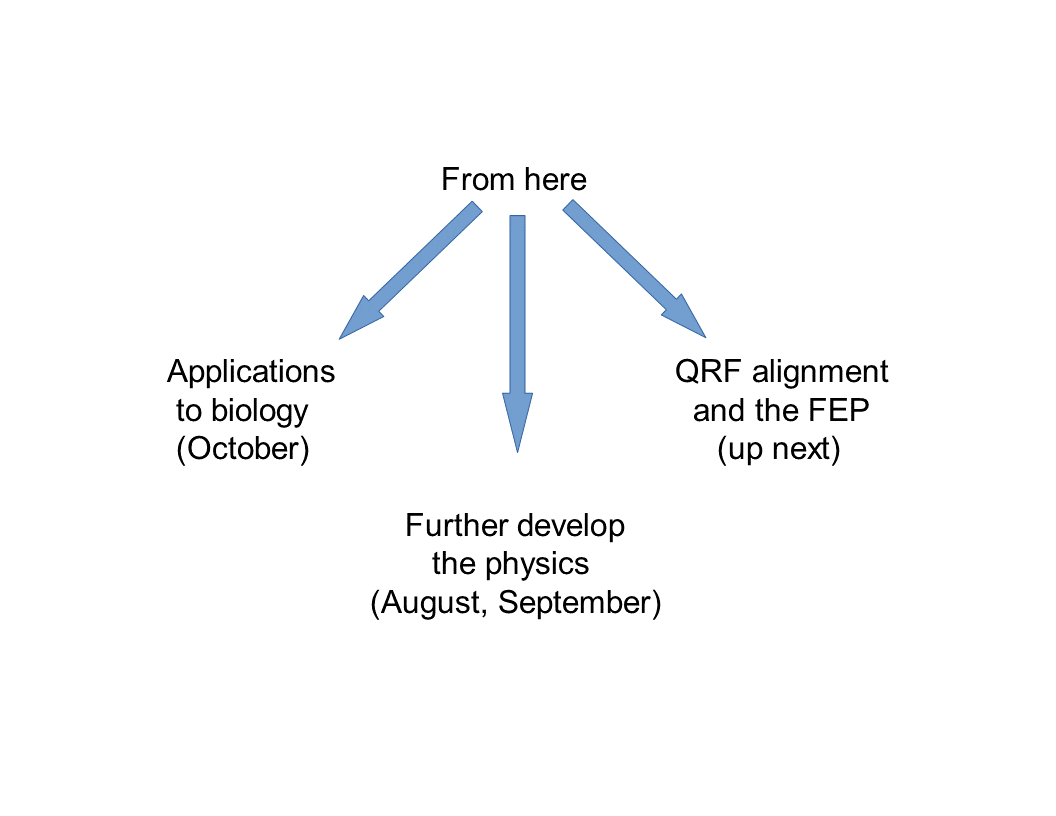 From here
Applications
to biology
(October)
QRF alignment
and the FEP
(up next)
Further develop
the physics
(August, September)